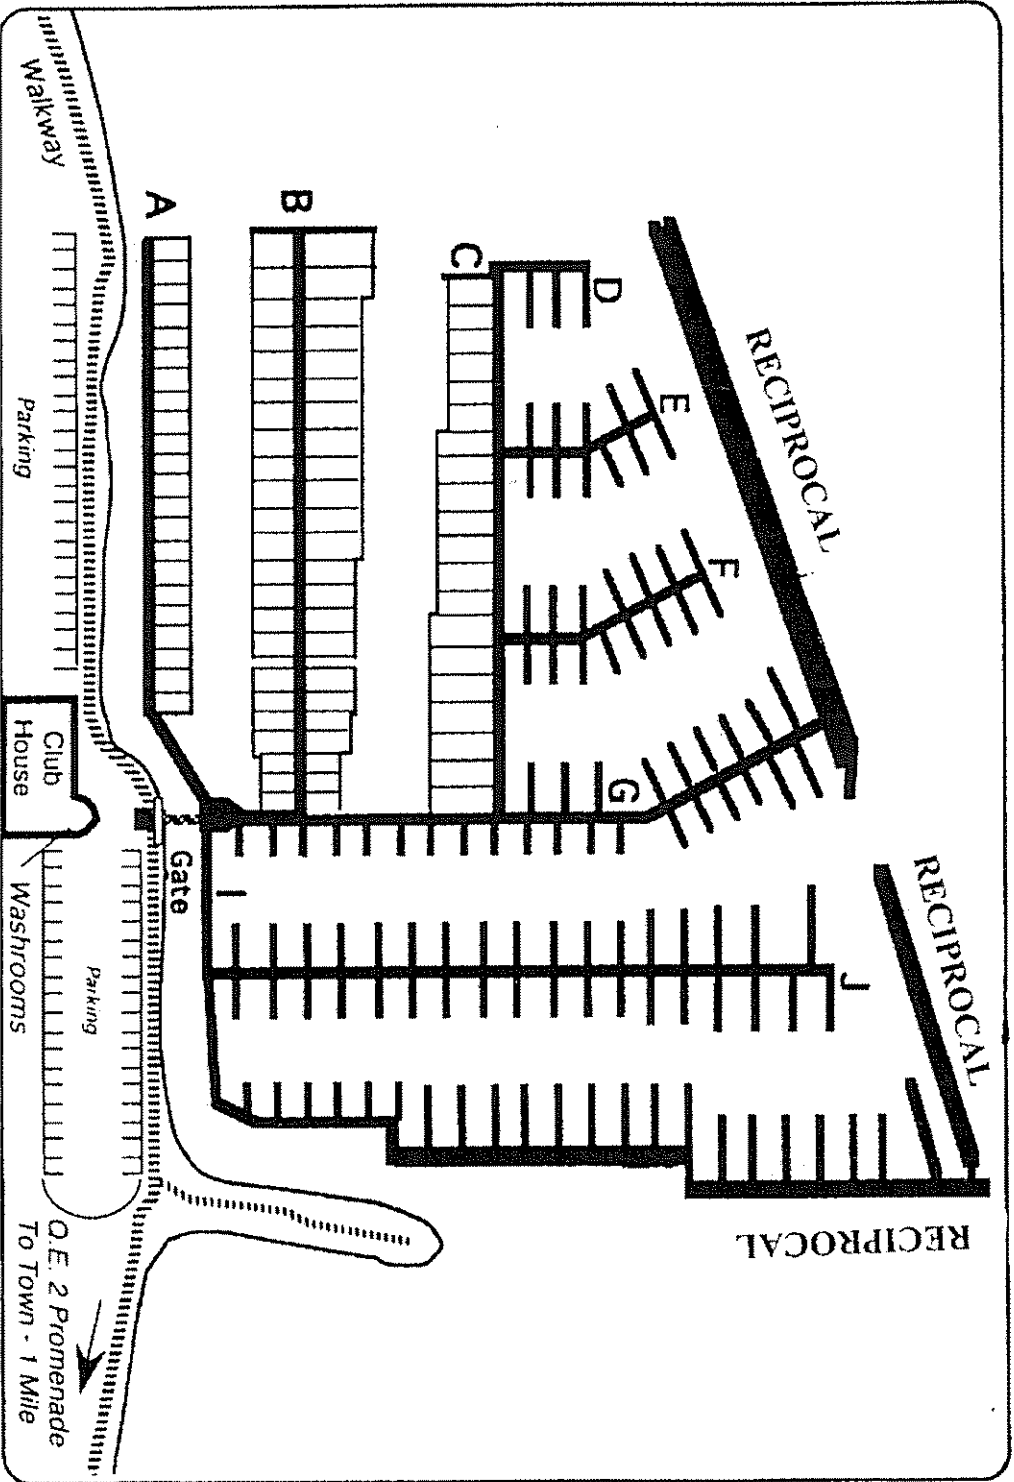 RECIPROCAL
RECIPROCAL
RECIPROCAL
A
B
C
D
E
F
G
I
J
Walkway
Parking
Club
House
Gate
Washrooms
Parking
Q.E. 2 Promenade
To Town - 1 Mile